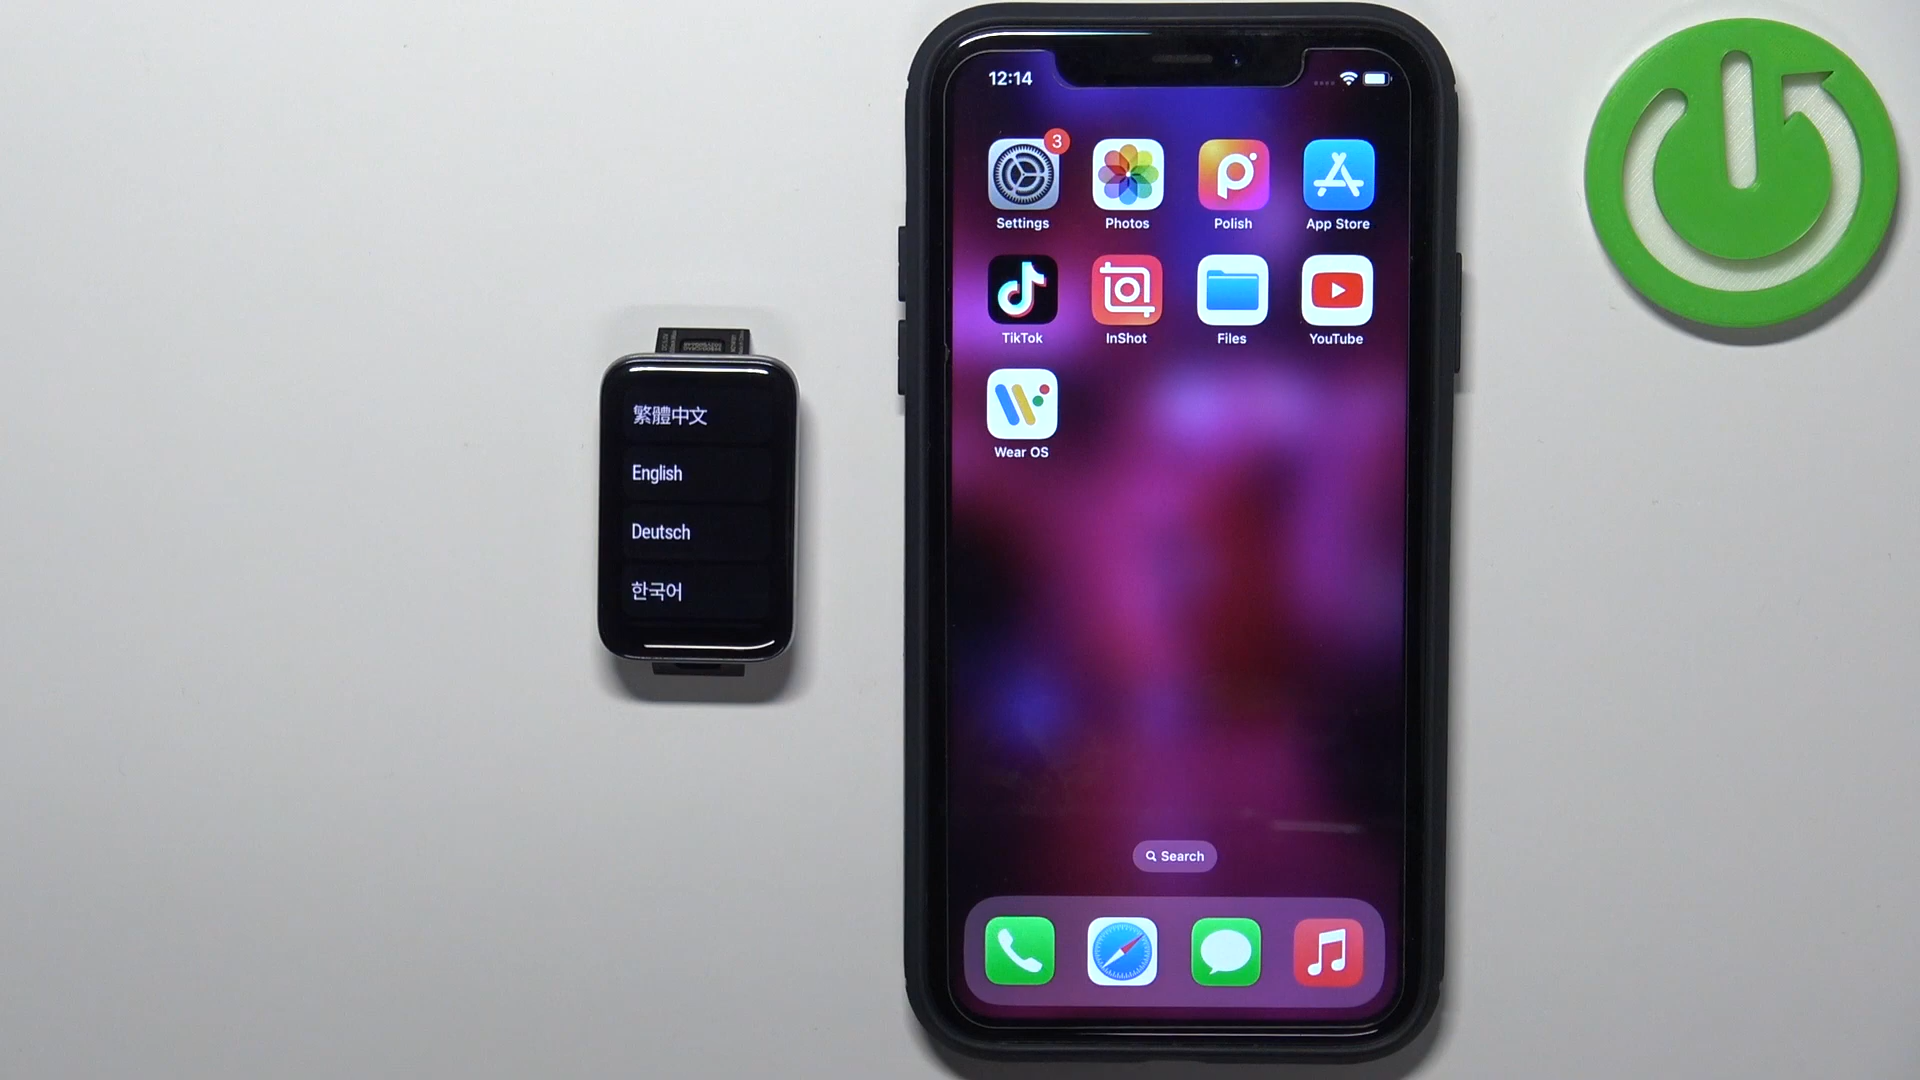 繁體中文
English
Deutsch
한국어
12:14
3
Settings
Photos
Polish
App Store
TikTok
InShot
Files
YouTube
Wear OS
Search